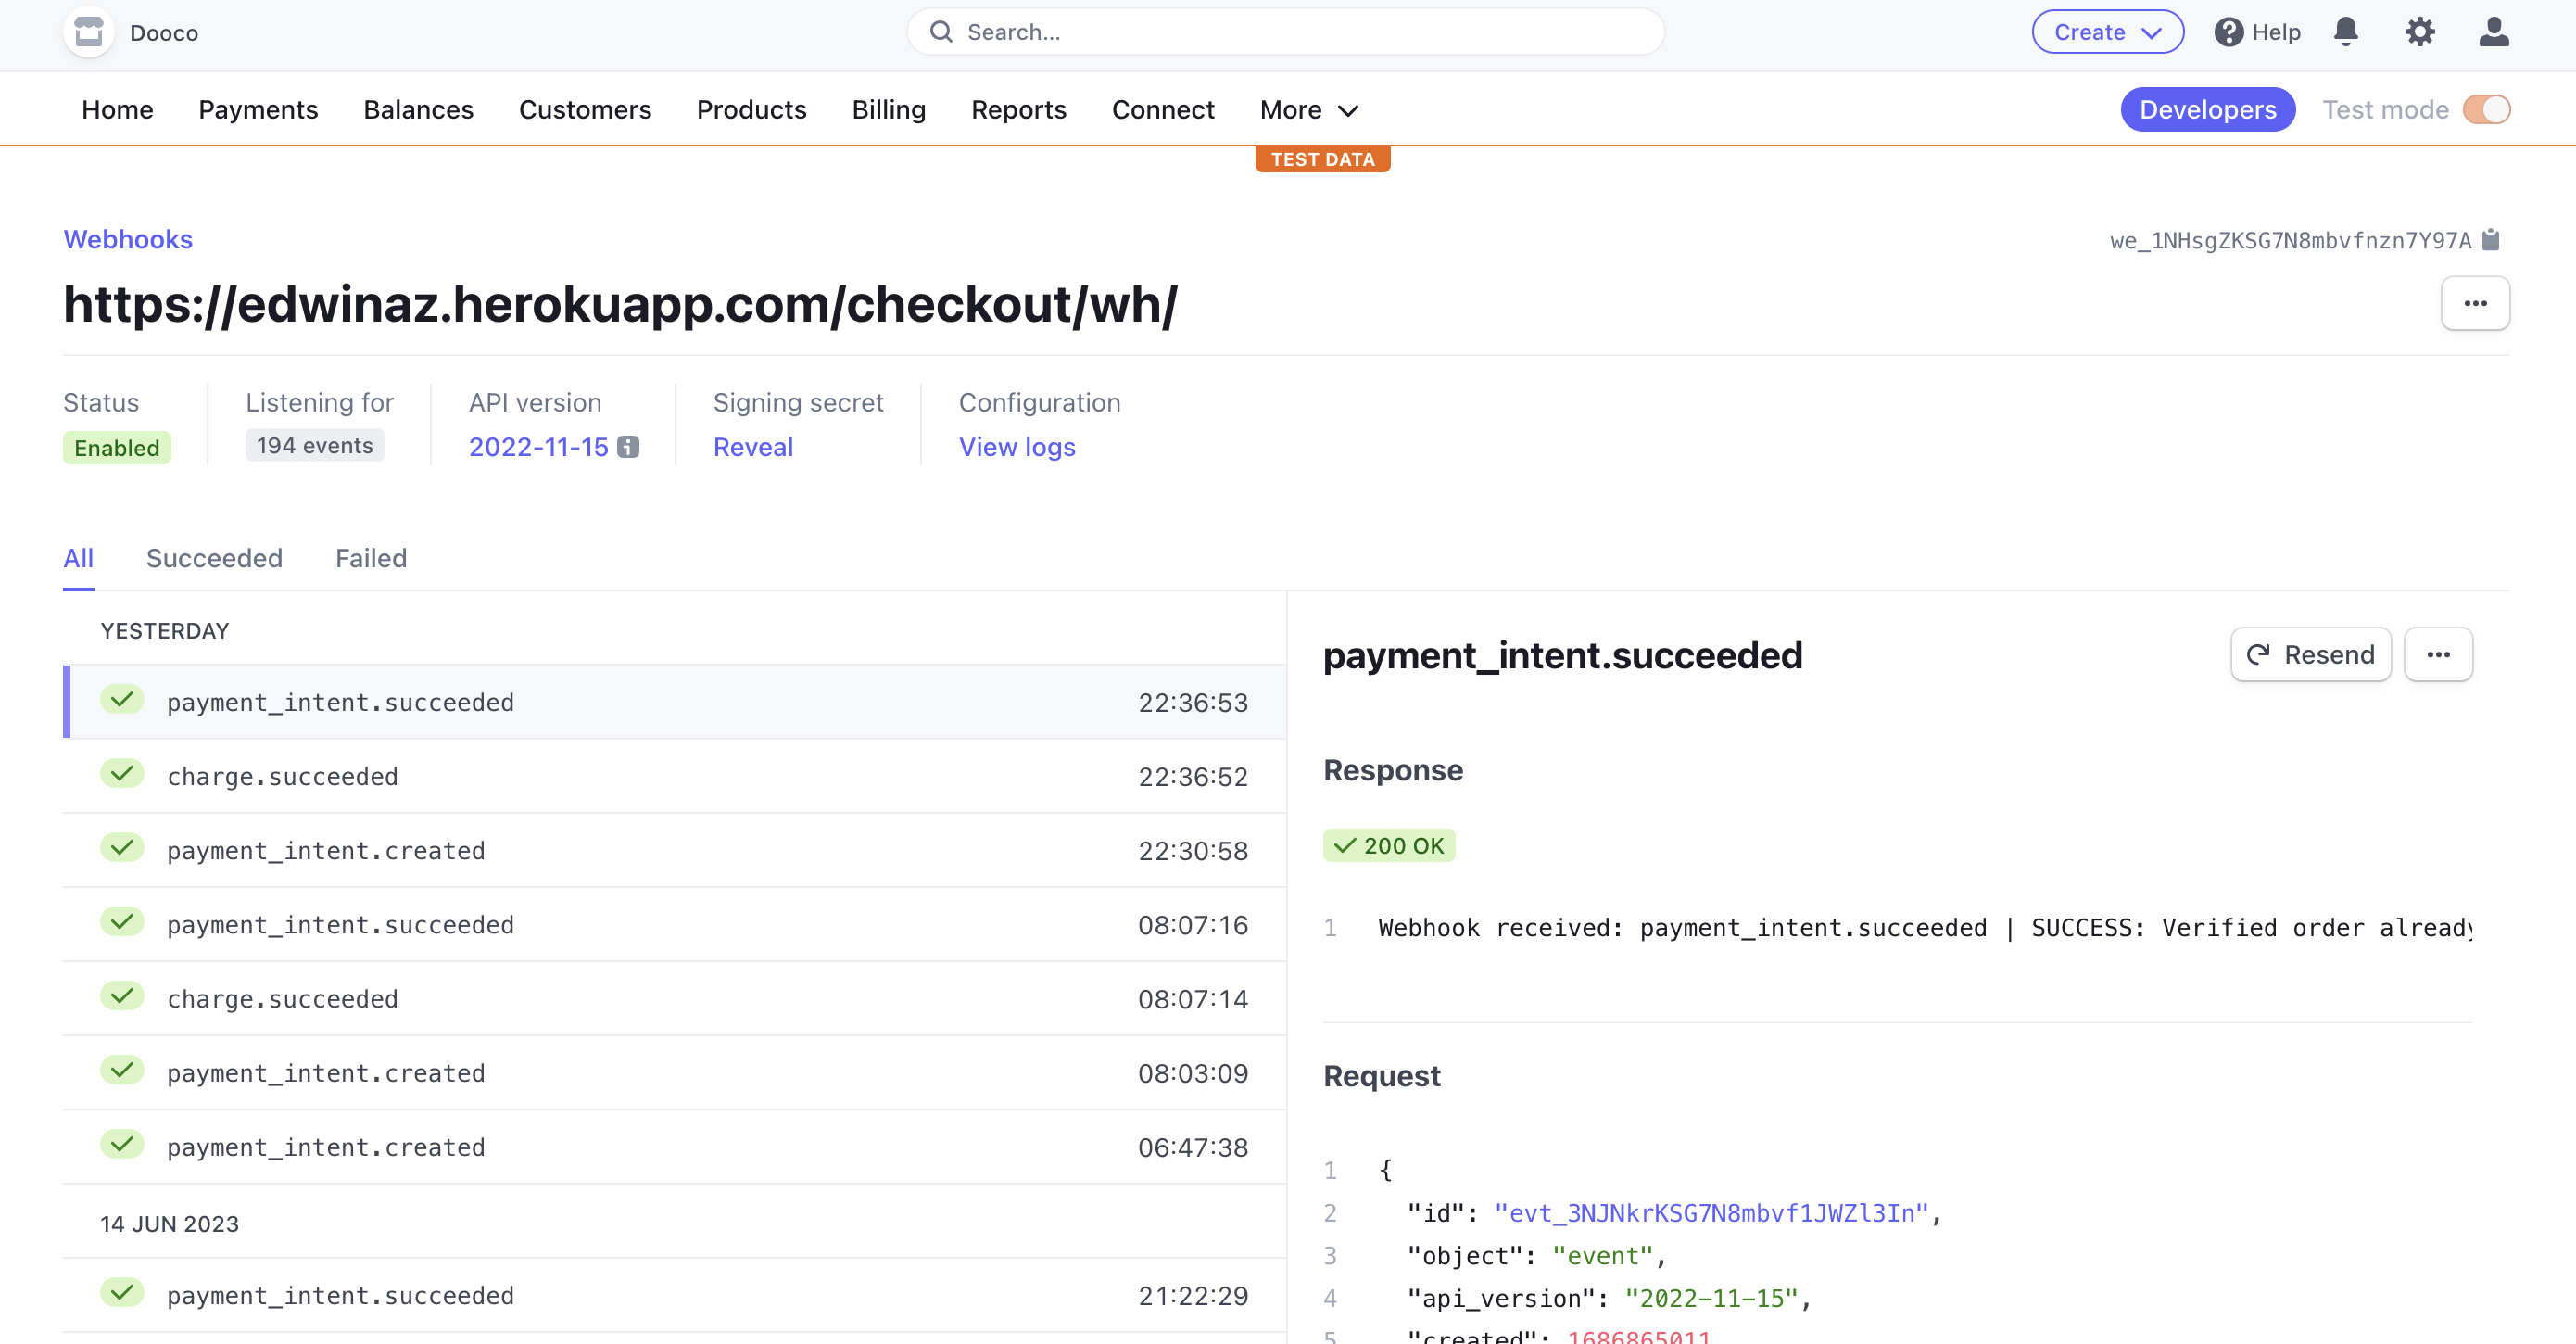 Dooco
Search...
Create
Help
Home Payments Balances Customers Products Billing Reports Connect More
Developers Test mode
TEST DATA
Webhooks
we_1NHsgZKSG7N8mbvfnzn7Y97A
https://edwinaz.herokuapp.com/checkout/wh/
Status Listening for API version Signing secret Configuration
Enabled 194 events 2022-11-15 Reveal View logs
All Succeeded Failed
YESTERDAY
payment_intent.succeeded 22:36:53
charge.succeeded 22:36:52
payment_intent.created 22:30:58
payment_intent.succeeded 08:07:16
charge.succeeded 08:07:14
payment_intent.created 08:03:09
payment_intent.created 06:47:38
14 JUN 2023
payment_intent.succeeded 21:22:29
payment_intent.succeeded
Resend
Response
200 OK
1 Webhook received: payment_intent.succeeded | SUCCESS: Verified order already
Request
1 {
2 "id": "evt_3NJNkrKSG7N8mbvf1JWZl3In",
3 "object": "event",
4 "api_version": "2022-11-15",
5 "created": 1686865011